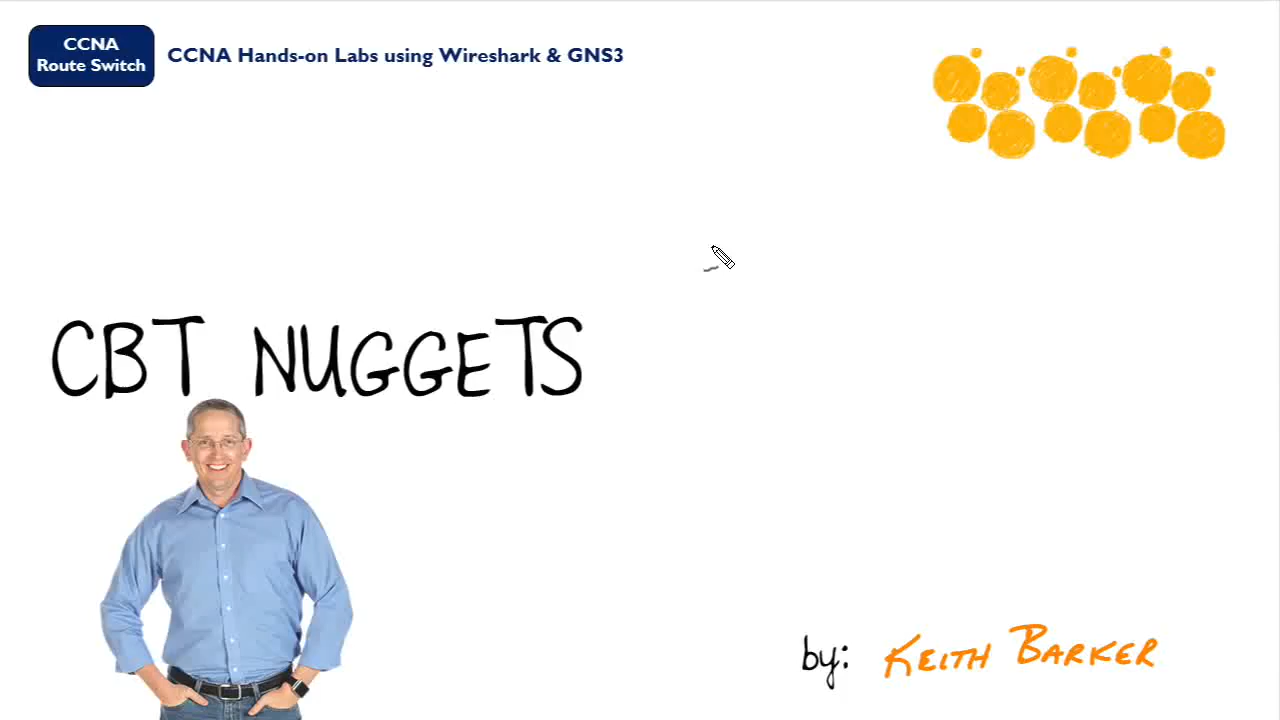 CCNA
Route Switch
CCNA Hands-on Labs using Wireshark & GNS3
CBT NUGGETS
by: KEITH BARKER